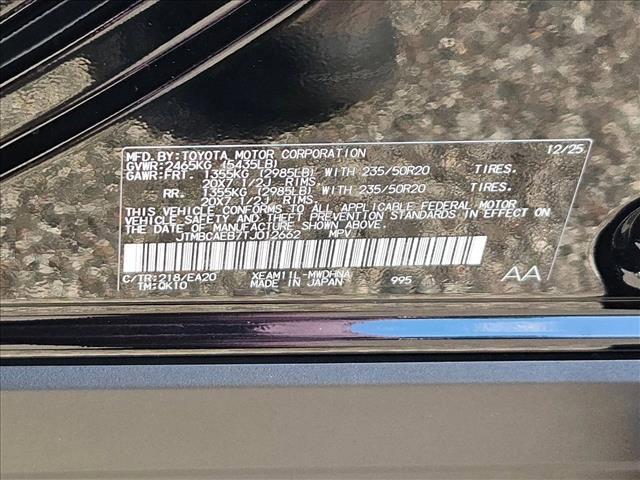 MFD. BY: TOYOTA MOTOR CORPORATION 12/25
GVWR: 2465KG (5435LB)
GAWR: FRT- 1355KG (2985LB) WITH 235/50R20 TIRES.
20X7 1/2J RIMS
RR. 1355KG (2985LB) WITH 235/50R20 TIRES.
20X7 1/2J RIMS
THIS VEHICLE CONFORMS TO ALL APPLICABLE FEDERAL MOTOR
VEHICLE SAFETY AND THEFT PREVENTION STANDARDS IN EFFECT ON
THE DATE OF MANUFACTURE SHOWN ABOVE.
JTMBCAEB7TJ012662 MPV
C/TR: 218/EA20 XEAM11L-MWDHNA 995 AA
TM: QK10 MADE IN JAPAN